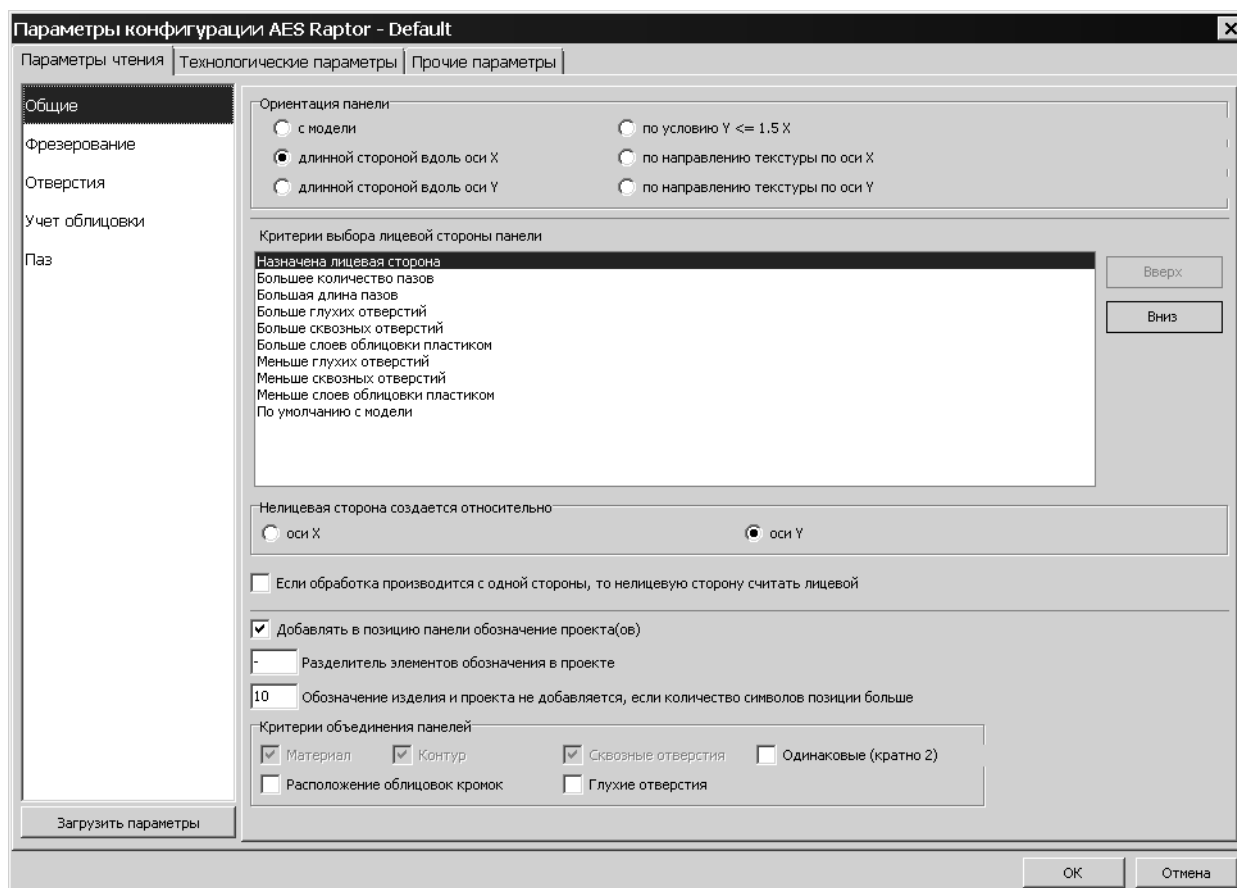 Параметры конфигурации AES Raptor - Default
Параметры чтения Технологические параметры Прочие параметры
Общие
Фрезерование
Отверстия
Учет облицовки
Паз
Загрузить параметры
Ориентация панели
с модели по условию Y <= 1.5 X
длинной стороной вдоль оси X по направлению текстуры по оси X
длинной стороной вдоль оси Y по направлению текстуры по оси Y
Критерии выбора лицевой стороны панели
Назначена лицевая сторона
Большее количество пазов
Большая длина пазов
Больше глухих отверстий
Больше сквозных отверстий
Больше слоев облицовки пластиком
Меньше глухих отверстий
Меньше сквозных отверстий
Меньше слоев облицовки пластиком
По умолчанию с модели
Вверх
Вниз
Нелицевая сторона создается относительно
оси X оси Y
Если обработка производится с одной стороны, то нелицевую сторону считать лицевой
Добавлять в позицию панели обозначение проекта(ов)
- Разделитель элементов обозначения в проекте
10 Обозначение изделия и проекта не добавляется, если количество символов позиции больше
Критерии объединения панелей
Материал Контур Сквозные отверстия Одинаковые (кратно 2)
Расположение облицовок кромок Глухие отверстия
ОК Отмена